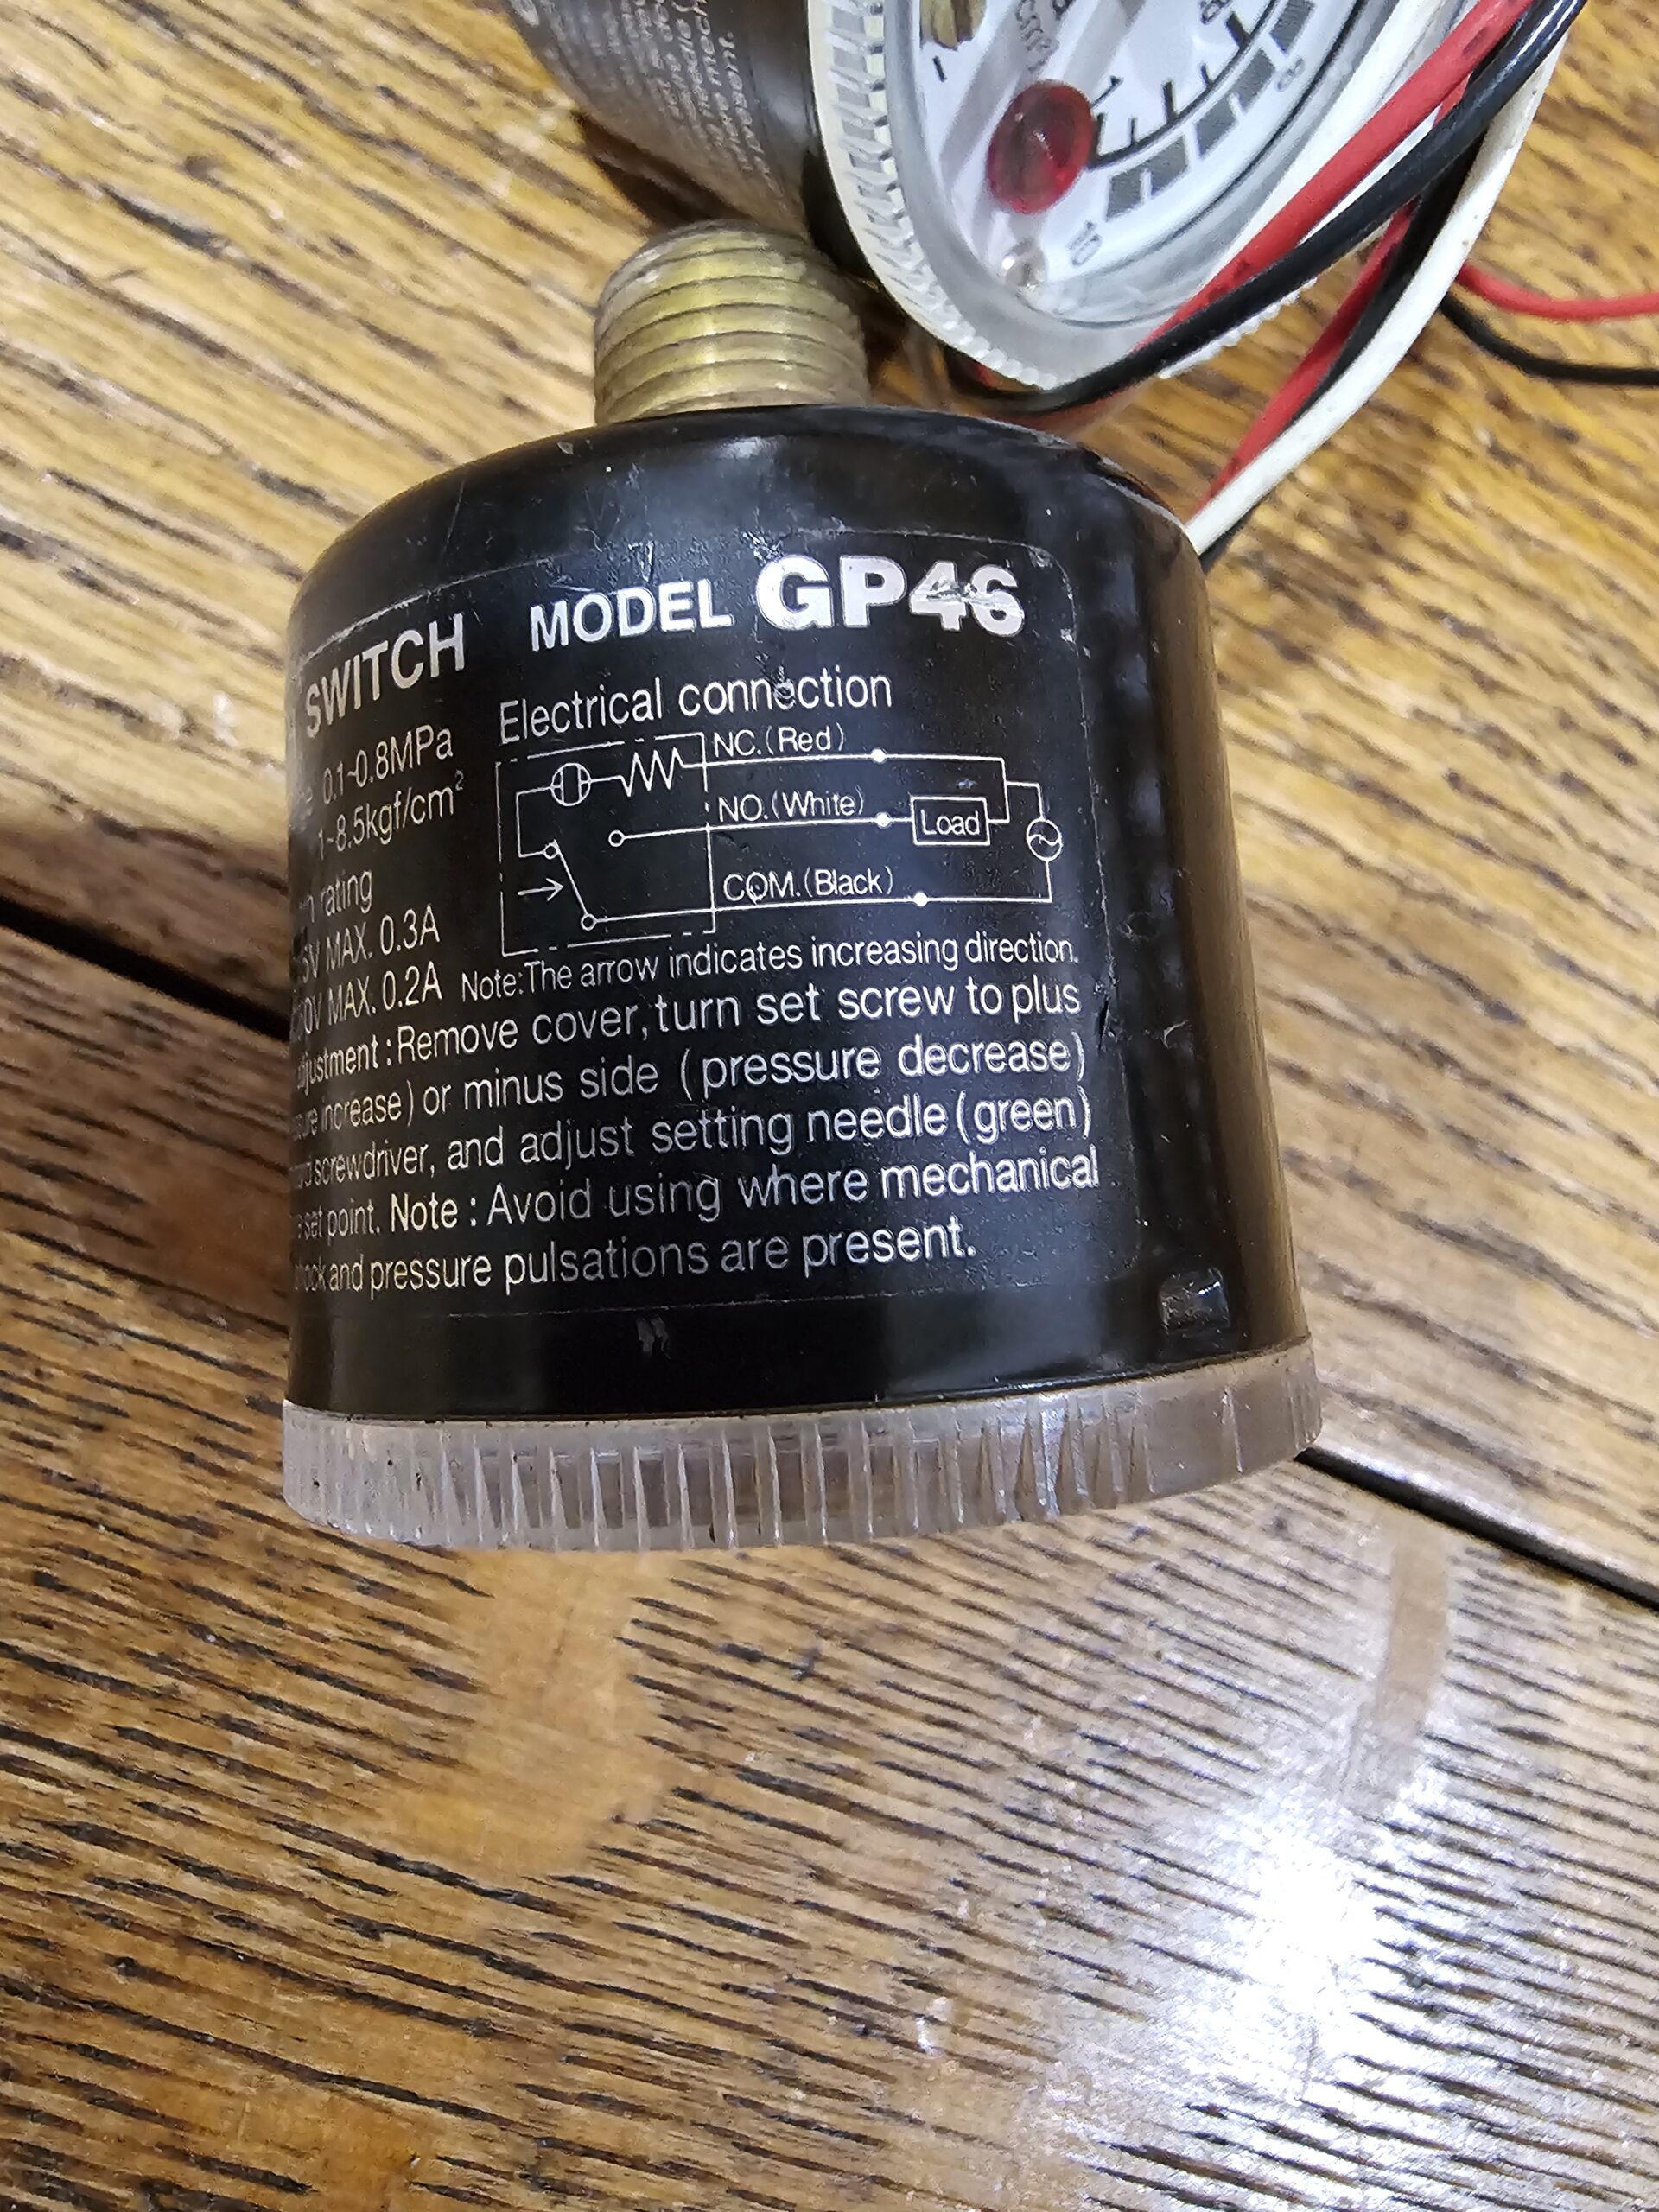 SWITCH MODEL GP46
0.1~0.8MPa
1~8.5kgf/cm²
rating
MAX. 0.3A
MAX. 0.2A
Electrical connection
NC.(Red)
NO.(White)
Load
COM.(Black)
Note:The arrow indicates increasing direction.
:Remove cover, turn set screw to plus
increase) or minus side (pressure decrease)
screwdriver, and adjust setting needle (green)
set point. Note : Avoid using where mechanical
and pressure pulsations are present.
10